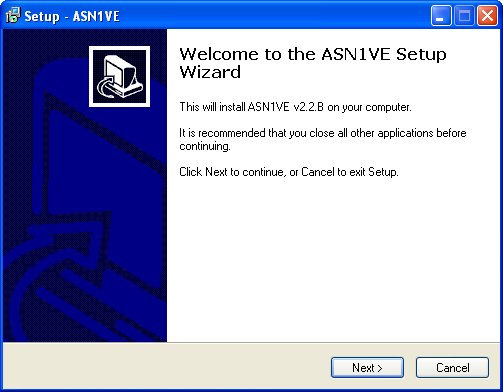 Setup - ASN1VE
Welcome to the ASN1VE Setup
Wizard
This will install ASN1VE v2.2.B on your computer.
It is recommended that you close all other applications before
continuing.
Click Next to continue, or Cancel to exit Setup.
Next >
Cancel